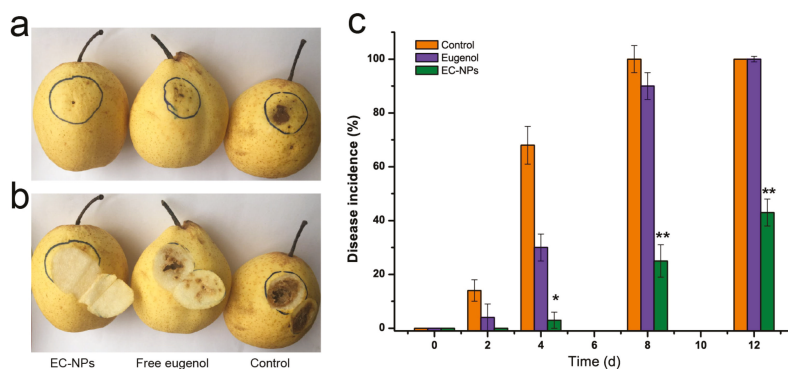 a
b
EC-NPs Free eugenol Control
c
Control
Eugenol
EC-NPs
Disease incidence (%)
100
80
60
40
20
0
*
**
**
0 2 4 6 8 10 12
Time (d)